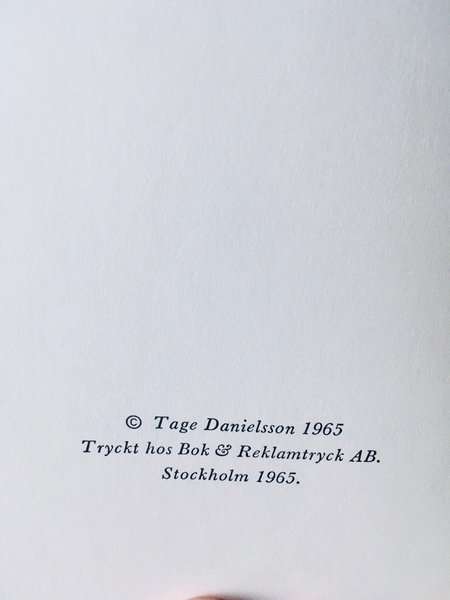 © Tage Danielsson 1965
Tryckt hos Bok & Reklamtryck AB.
Stockholm 1965.